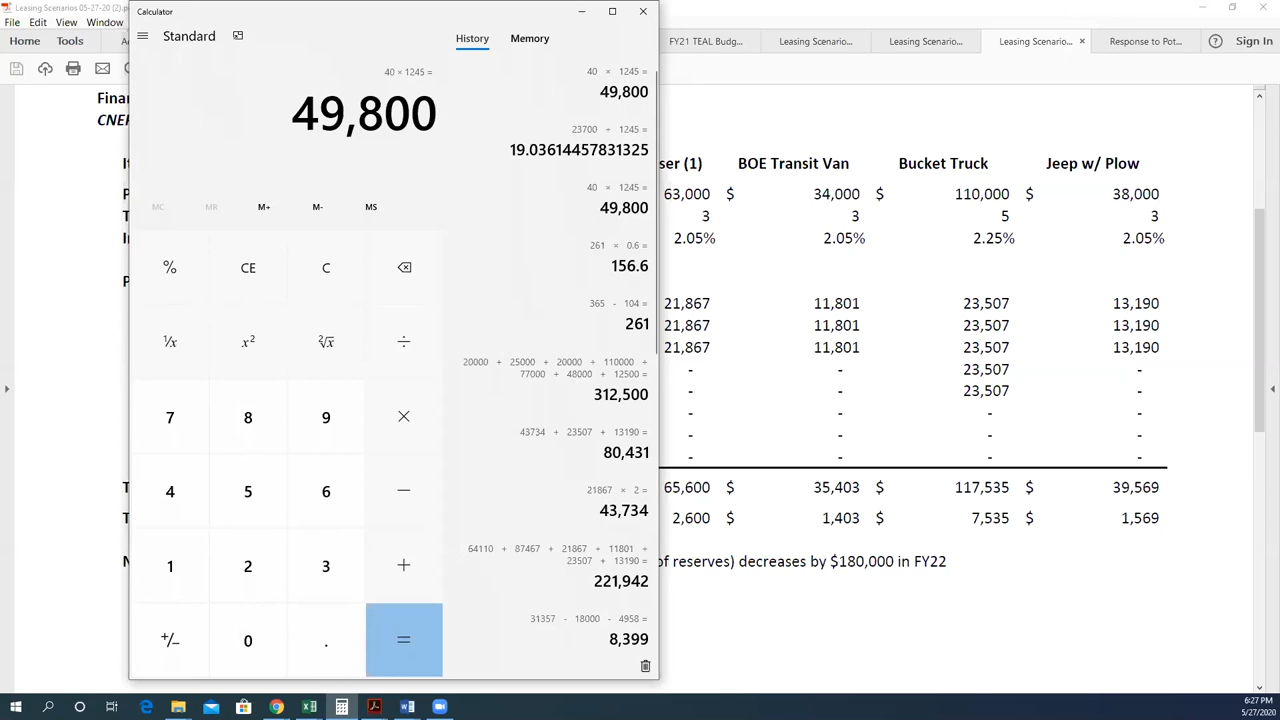 Leasing Scenarios 05-27-20 (2).p
Calculator
File Edit View Window
Standard
History Memory
Home Tools
FY21 TEAL Budg...
Leasing Scenario...
Leasing Scenario...
Leasing Scenario...
Response to Pot...
Sign In
40 × 1245 =
49,800
MC MR M+ M- MS
% CE C
¹/x x² ²√x ÷
7 8 9 ×
4 5 6 −
1 2 3 +
+/− 0 . =
40 × 1245 =
49,800
23700 ÷ 1245 =
19.03614457831325
40 × 1245 =
49,800
261 × 0.6 =
156.6
365 - 104 =
261
20000 + 25000 + 20000 + 110000 +
77000 + 48000 + 12500 =
312,500
43734 + 23507 + 13190 =
80,431
21867 × 2 =
43,734
64110 + 87467 + 21867 + 11801 +
23507 + 13190 =
221,942
31357 - 18000 - 4958 =
8,399
Finan
CNEF
ser (1) BOE Transit Van Bucket Truck Jeep w/ Plow
63,000 $ 34,000 $ 110,000 $ 38,000
3 3 5 3
2.05% 2.05% 2.25% 2.05%
21,867 11,801 23,507 13,190
21,867 11,801 23,507 13,190
21,867 11,801 23,507 13,190
- - 23,507 -
- - 23,507 -
- - - -
- - - -
- - - -
65,600 $ 35,403 $ 117,535 $ 39,569
2,600 $ 1,403 $ 7,535 $ 1,569
of reserves) decreases by $180,000 in FY22
6:27 PM
5/27/2020